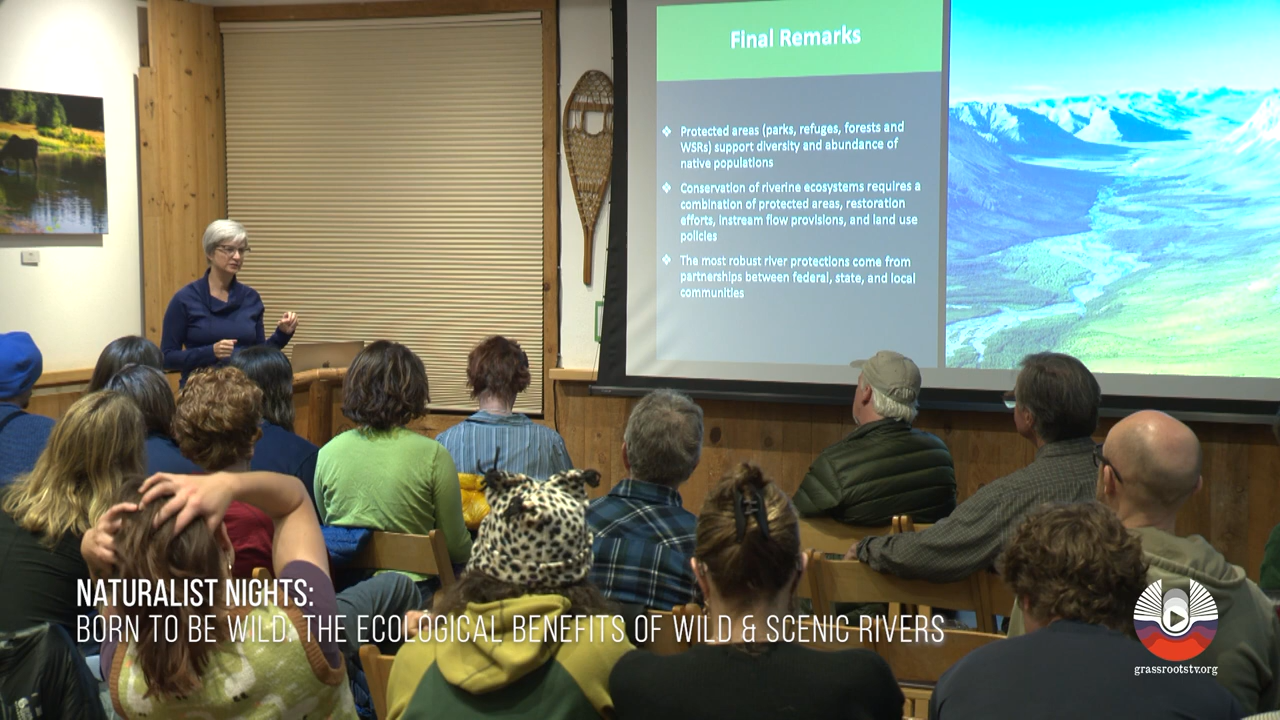 Final Remarks
❖ Protected areas (parks, refuges, forests and
WSRs) support diversity and abundance of
native populations
❖ Conservation of riverine ecosystems requires a
combination of protected areas, restoration
efforts, instream flow provisions, and land use
policies
❖ The most robust river protections come from
partnerships between federal, state, and local
communities
NATURALIST NIGHTS:
BORN TO BE WILD: THE ECOLOGICAL BENEFITS OF WILD & SCENIC RIVERS
grassrootstv.org